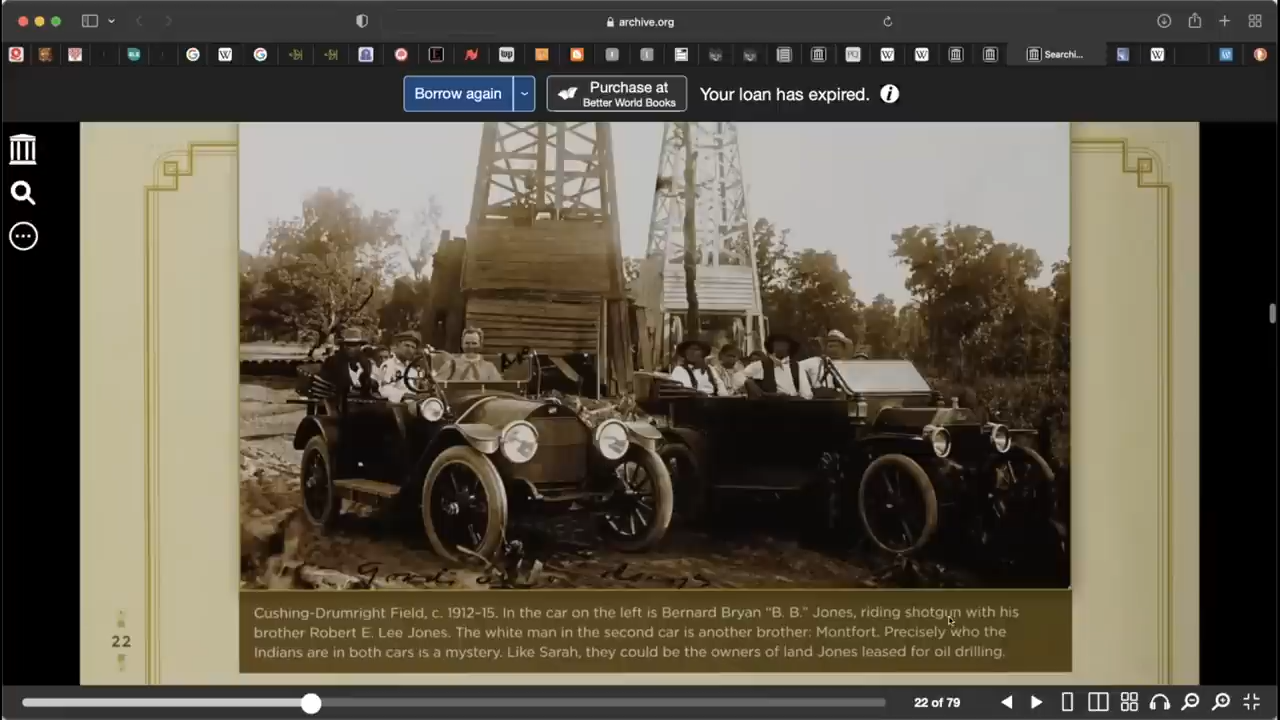 archive.org
Searchi...
Borrow again
Purchase at
Better World Books
Your loan has expired.
Cushing-Drumright Field, c. 1912-15. In the car on the left is Bernard Bryan "B. B." Jones, riding shotgun with his
brother Robert E. Lee Jones. The white man in the second car is another brother: Montfort. Precisely who the
Indians are in both cars is a mystery. Like Sarah, they could be the owners of land Jones leased for oil drilling.
22
22 of 79